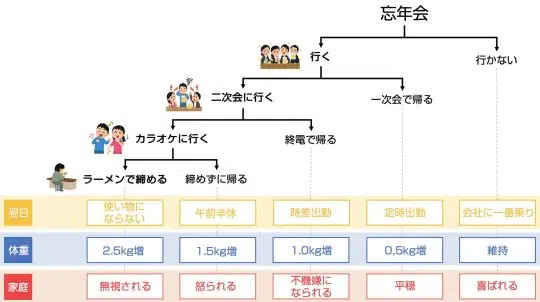 忘年会
行く
行かない
二次会に行く
一次会で帰る
カラオケに行く
終電で帰る
ラーメンで締める
締めずに帰る
翌日
使い物に
ならない
午前半休
時差出勤
定時出勤
会社に一番乗り
体重
2.5kg増
1.5kg増
1.0kg増
0,5kg増
維持
家庭
無視される
怒られる
不機嫌に
なられる
平穏
喜ばれる